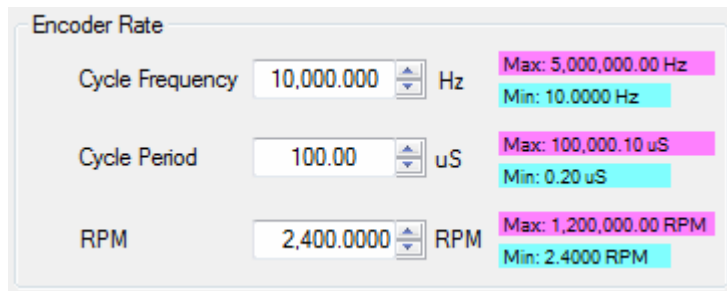 Encoder Rate
Cycle Frequency 10,000.000 Hz Max: 5,000,000.00 Hz
Min: 10.0000 Hz
Cycle Period 100.00 uS Max: 100,000.10 uS
Min: 0.20 uS
RPM 2,400.0000 RPM Max: 1,200,000.00 RPM
Min: 2.4000 RPM